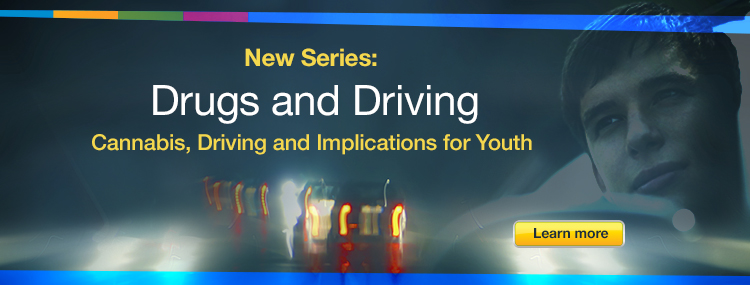 New Series:
Drugs and Driving
Cannabis, Driving and Implications for Youth
Learn more